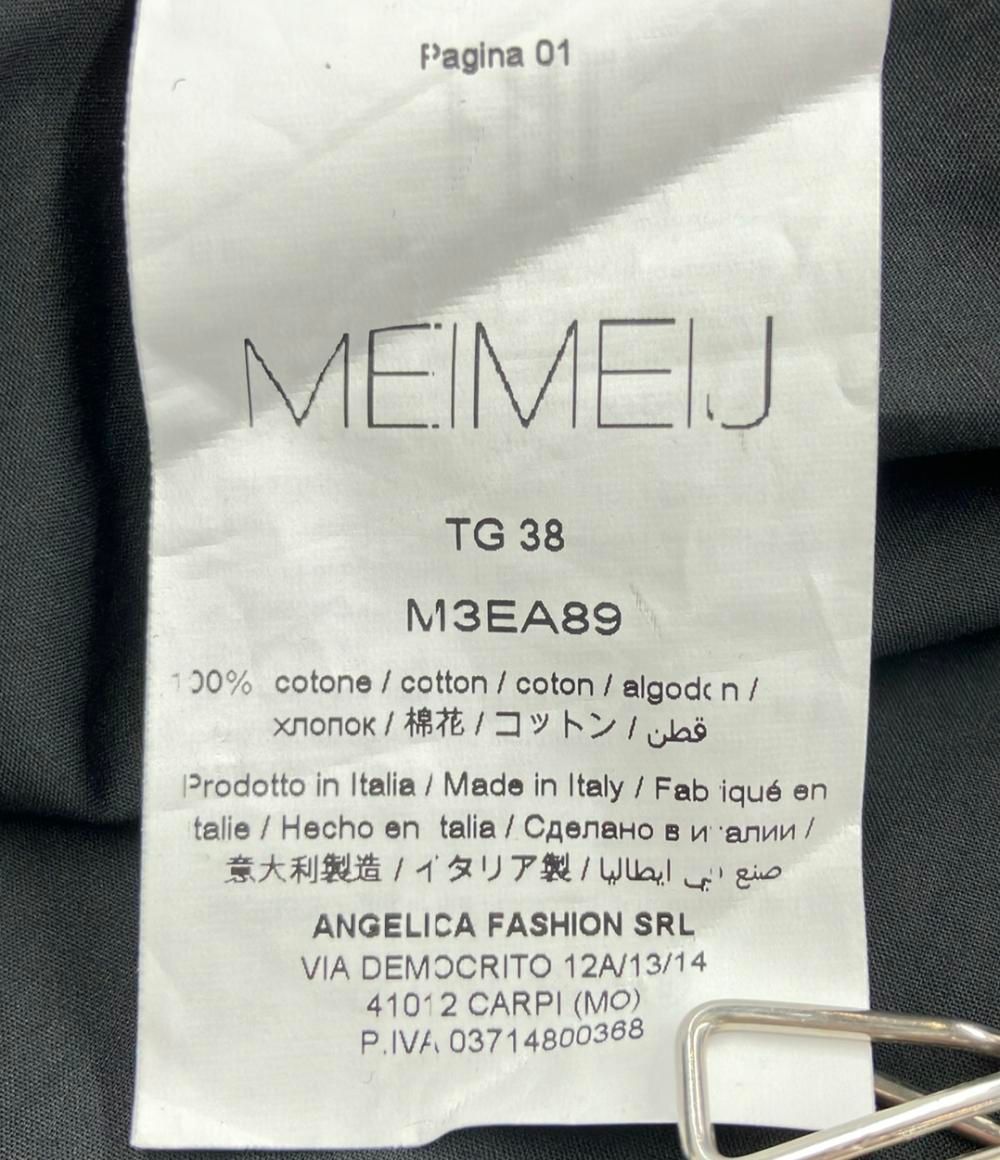 Pagina 01
MEIMEIJ
TG 38
M3EA89
100% cotone / cotton / coton / algodon /
хлопок / 棉花 / コットン / قطن
Prodotto in Italia / Made in Italy / Fabriqué en
Italie / Hecho en Italia / Сделано в италии /
意大利製造 / イタリア製 / صنع في ايطاليا
ANGELICA FASHION SRL
VIA DEMOCRITO 12A/13/14
41012 CARPI (MO)
P.IVA 03714800368